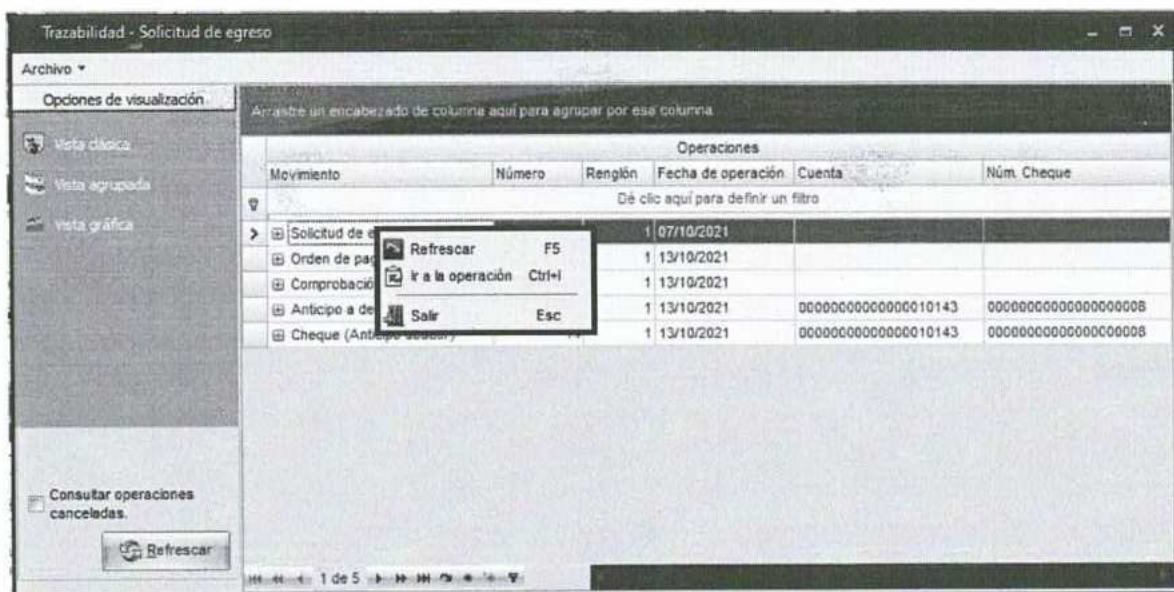 Trazabilidad - Solicitud de egreso
Archivo
Opciones de visualización
Vista clásica
Vista agrupada
Vista gráfica
Consultar operaciones canceladas.
Refrescar
Arrastre un encabezado de columna aquí para agrupar por esa columna
Operaciones
Movimiento Número Renglón Fecha de operación Cuenta Núm. Cheque
Dé clic aquí para definir un filtro
Solicitud de e 1 07/10/2021
Orden de pag 1 13/10/2021
Comprobació 1 13/10/2021
Anticipo a de 1 13/10/2021 00000000000000010143 00000000000000000008
Cheque (Anticipo 1 13/10/2021 00000000000000010143 00000000000000000008
Refrescar F5
Ir a la operación Ctrl+I
Salir Esc
1 de 5